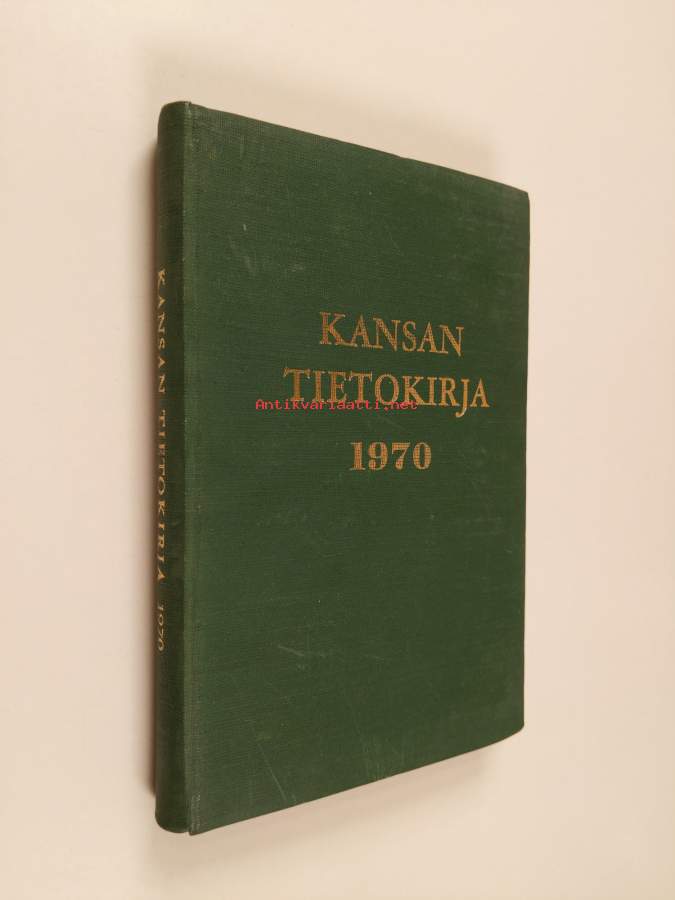 KANSAN
TIETOKIRJA
Antikvariaatti.net
1970
KANSAN TIETOKIRJA 1970